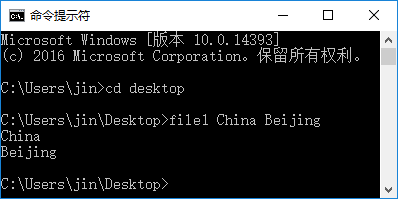 命令提示符
Microsoft Windows [版本 10.0.14393]
(c) 2016 Microsoft Corporation。保留所有权利。
C:\Users\jin>cd desktop
C:\Users\jin\Desktop>file1 China Beijing
China
Beijing
C:\Users\jin\Desktop>